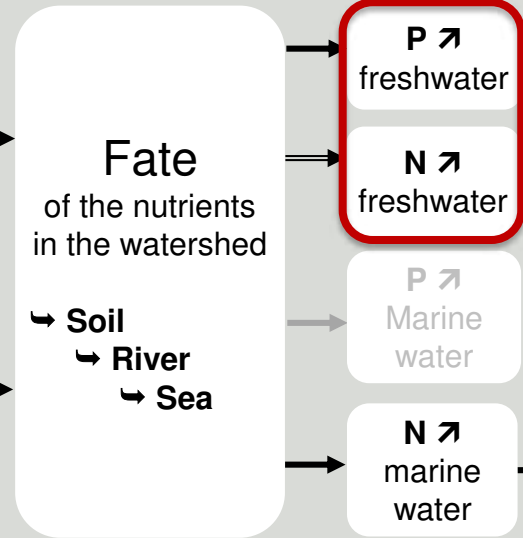 Fate
of the nutrients
in the watershed
↪ Soil
↪ River
↪ Sea
P ↗
freshwater
N ↗
freshwater
P ↗
Marine
water
N ↗
marine
water